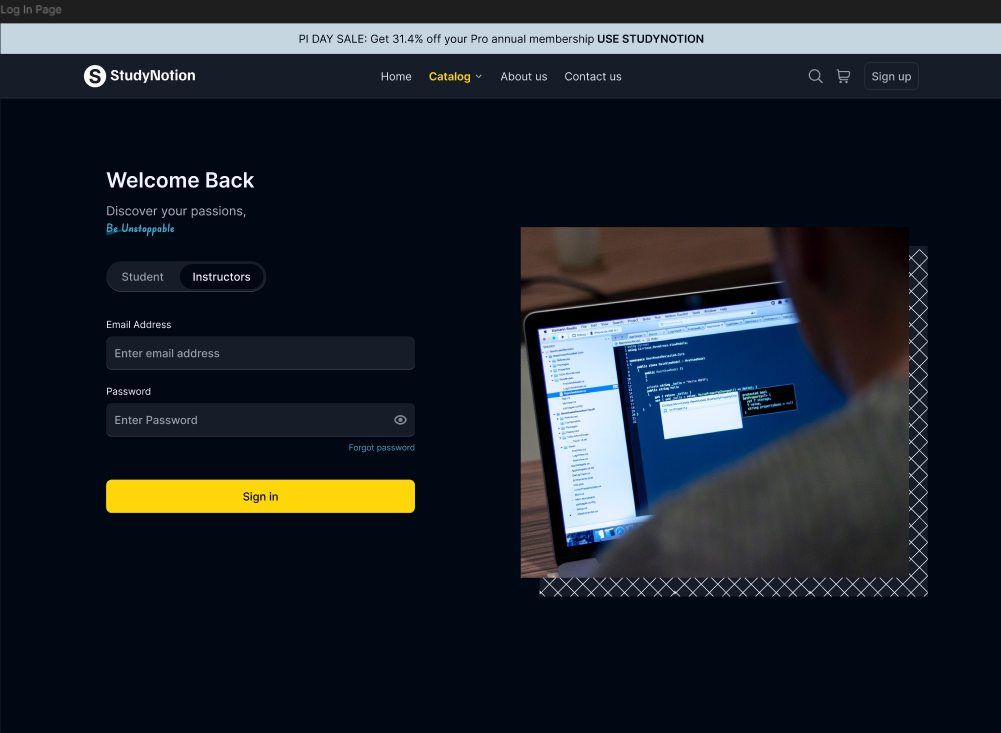 Log In Page
PI DAY SALE: Get 31.4% off your Pro annual membership USE STUDYNOTION
S StudyNotion
Home Catalog About us Contact us
Sign up
Welcome Back
Discover your passions,
Be Unstoppable
Student Instructors
Email Address
Enter email address
Password
Enter Password
Forgot password
Sign in